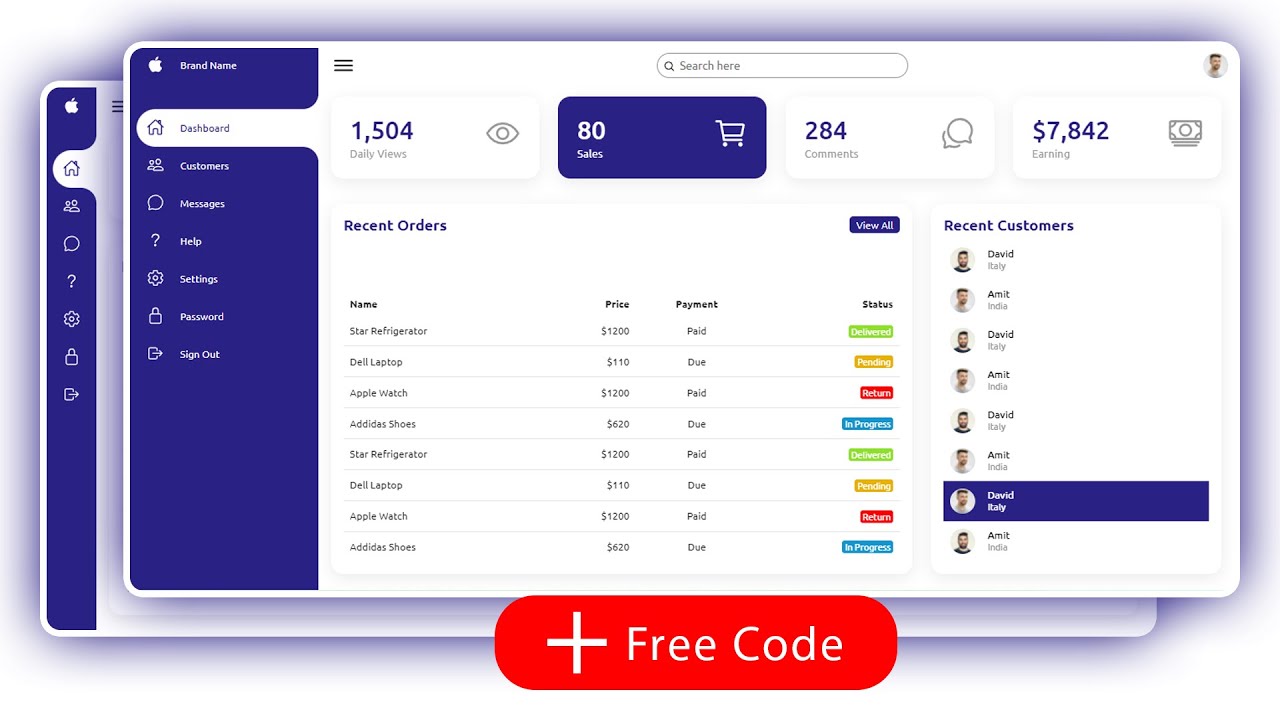 Brand Name
Search here
Dashboard
Customers
Messages
?
Help
Settings
Password
Sign Out
?
1,504
Daily Views
80
Sales
284
Comments
$7,842
Earning
Recent Orders
View All
Name Price Payment Status
Star Refrigerator $1200 Paid Delivered
Dell Laptop $110 Due Pending
Apple Watch $1200 Paid Return
Addidas Shoes $620 Due In Progress
Star Refrigerator $1200 Paid Delivered
Dell Laptop $110 Due Pending
Apple Watch $1200 Paid Return
Addidas Shoes $620 Due In Progress
Recent Customers
David
Italy
Amit
India
David
Italy
Amit
India
David
Italy
Amit
India
David
Italy
Amit
India
+ Free Code